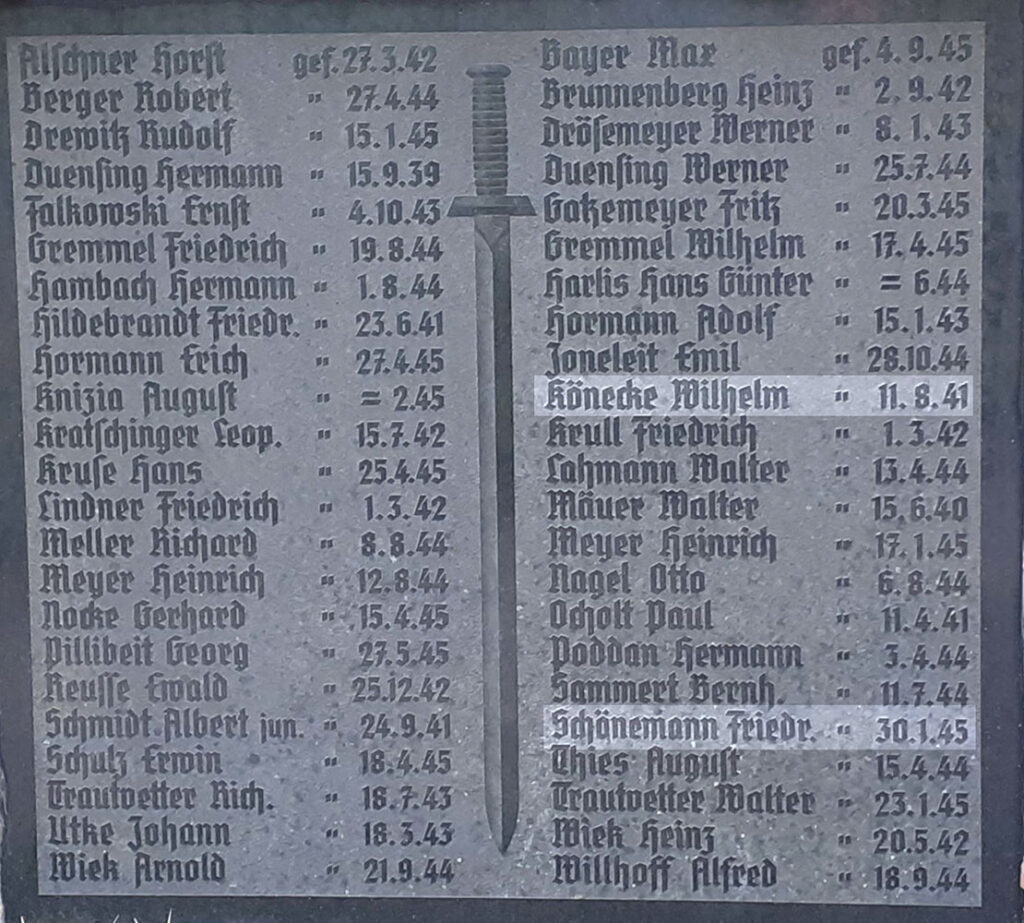 Alschner Horst gef. 27.3.42
Berger Robert " 27.4.44
Drewitz Rudolf " 15.1.45
Duensing Hermann " 15.9.39
Falkowski Ernst " 4.10.43
Gremmel Friedrich " 19.8.44
Hambach Hermann " 1.8.44
Hildebrandt Friedr. " 23.6.41
Hormann Erich " 27.4.45
Knizia August " = 2.45
Kratschinger Leop. " 15.7.42
Kruse Hans " 25.4.45
Lindner Friedrich " 1.3.42
Meller Richard " 8.8.44
Meyer Heinrich " 12.8.44
Nocke Gerhard " 15.4.45
Pillibeit Georg " 27.5.45
Reusse Ewald " 25.12.42
Schmidt Albert jun. " 24.9.41
Schulz Erwin " 18.4.45
Trautvetter Rich. " 18.7.43
Utke Johann " 18.3.43
Wiek Arnold " 21.9.44
Bayer Max gef. 4.9.45
Brunnenberg Heinz " 2.9.42
Drösemeyer Werner " 8.1.43
Duensing Werner " 25.7.44
Gatzemeyer Fritz " 20.3.45
Gremmel Wilhelm " 17.4.45
Harlis Hans Günter " = 6.44
Hormann Adolf " 15.1.43
Joneleit Emil " 28.10.44
Könecke Wilhelm " 11.8.41
Krull Friedrich " 1.3.42
Lahmann Walter " 13.4.44
Mäuer Walter " 15.6.40
Meyer Heinrich " 17.1.45
Nagel Otto " 6.8.44
Ocholt Paul " 11.4.41
Poddan Hermann " 3.4.44
Sammert Bernh. " 11.7.44
Schönemann Friedr. " 30.1.45
Thies August " 15.4.44
Trautvetter Walter " 23.1.45
Wiek Heinz " 20.5.42
Willhoff Alfred " 18.9.44